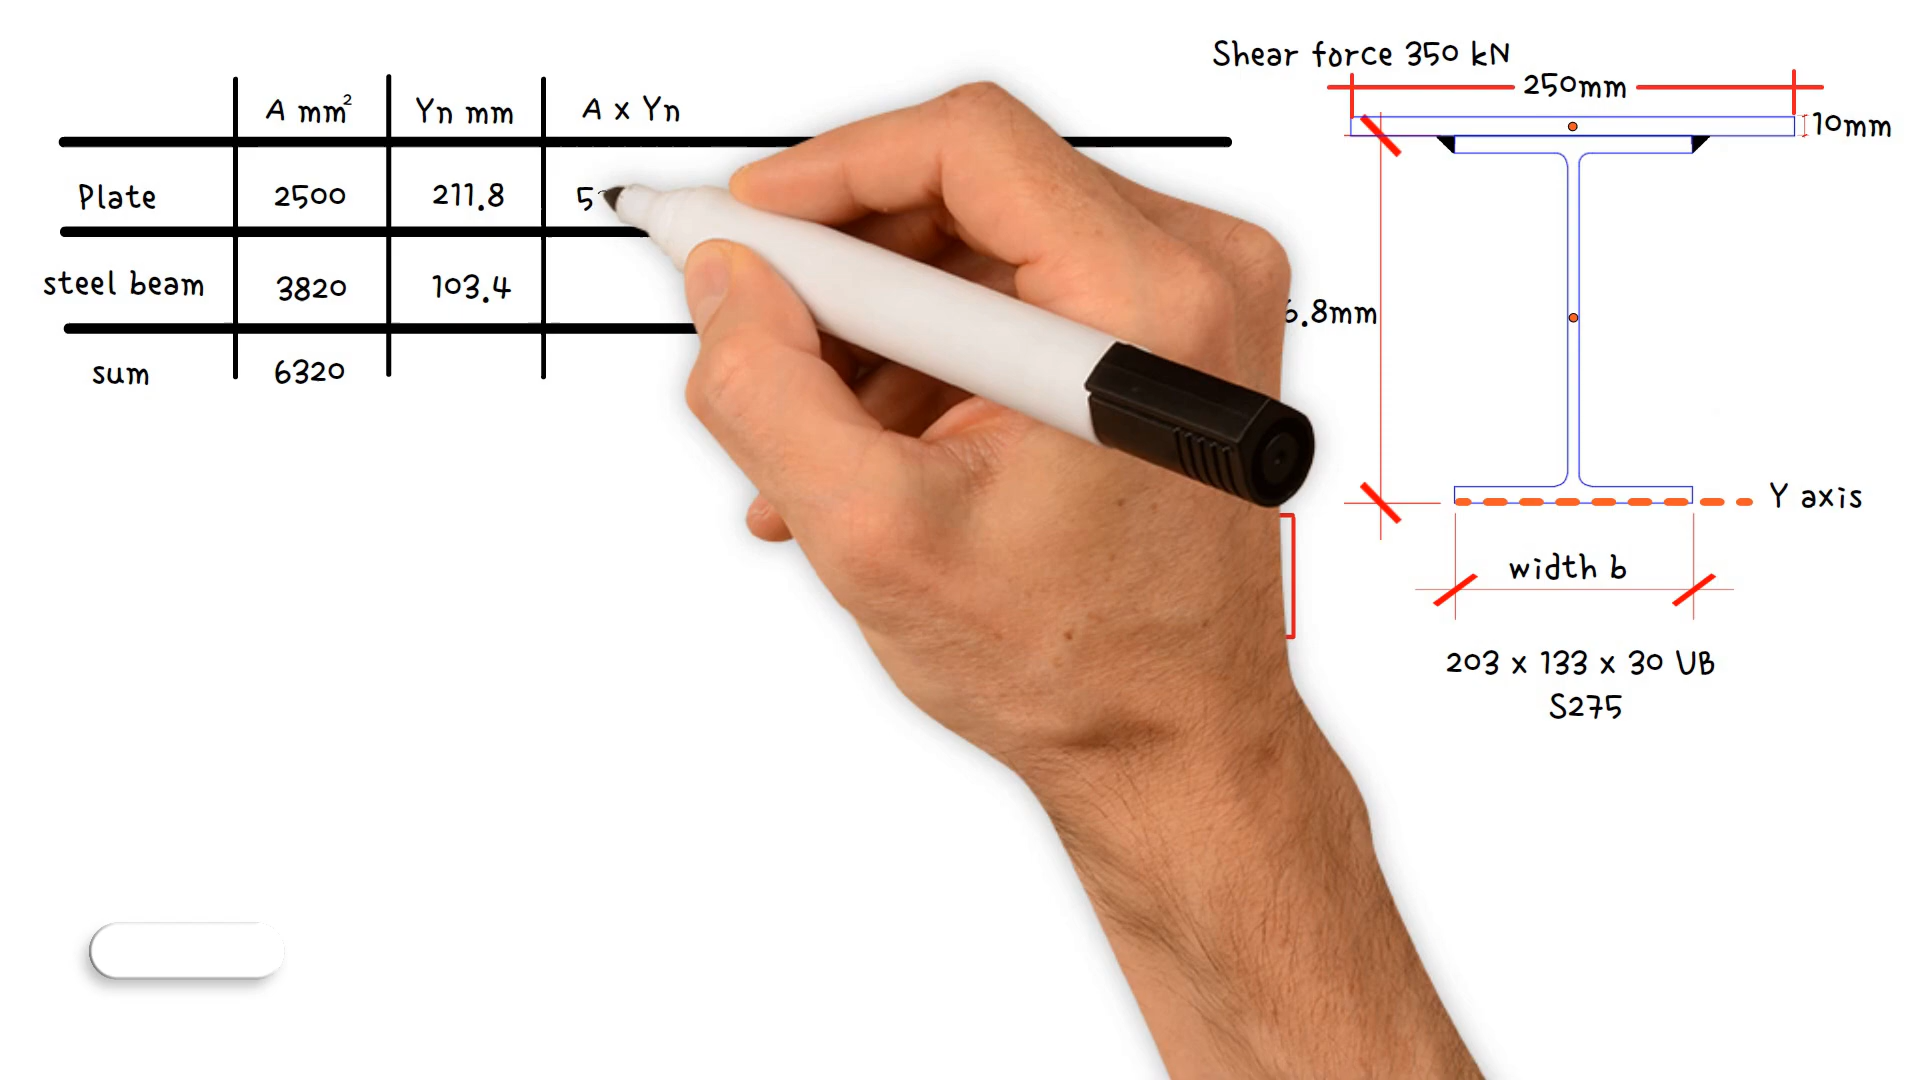 Shear force 350 kN
250mm
10mm
A mm² Yn mm A x Yn
Plate 2500 211.8 5
steel beam 3820 103.4
sum 6320
6.8mm
Y axis
width b
203 x 133 x 30 UB
S275